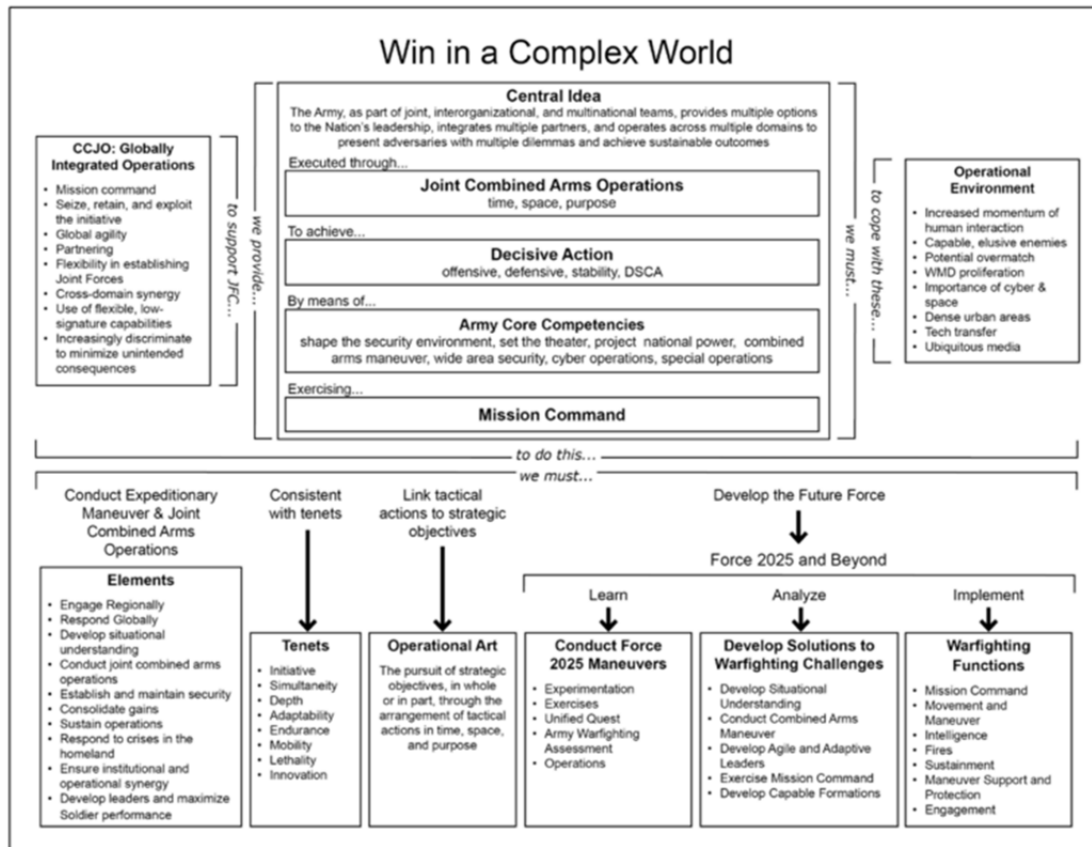 Win in a Complex World
Central Idea
The Army, as part of joint, interorganizational, and multinational teams, provides multiple options
to the Nation's leadership, integrates multiple partners, and operates across multiple domains to
present adversaries with multiple dilemmas and achieve sustainable outcomes
Executed through...
Joint Combined Arms Operations
time, space, purpose
To achieve...
Decisive Action
offensive, defensive, stability, DSCA
By means of...
Army Core Competencies
shape the security environment, set the theater, project national power, combined
arms maneuver, wide area security, cyber operations, special operations
Exercising...
Mission Command
CCJO: Globally
Integrated Operations
• Mission command
• Seize, retain, and exploit
the initiative
• Global agility
• Partnering
• Flexibility in establishing
Joint Forces
• Cross-domain synergy
• Use of flexible, low-
signature capabilities
• Increasingly discriminate
to minimize unintended
consequences
to support JFC...
we provide...
we must...
to cope with these...
Operational
Environment
• Increased momentum of
human interaction
• Capable, elusive enemies
• Potential overmatch
• WMD proliferation
• Importance of cyber &
space
• Dense urban areas
• Tech transfer
• Ubiquitous media
to do this...
we must...
Conduct Expeditionary
Maneuver & Joint
Combined Arms
Operations
Elements
• Engage Regionally
• Respond Globally
• Develop situational
understanding
• Conduct joint combined arms
operations
• Establish and maintain security
• Consolidate gains
• Sustain operations
• Respond to crises in the
homeland
• Ensure institutional and
operational synergy
• Develop leaders and maximize
Soldier performance
Consistent
with tenets
Tenets
• Initiative
• Simultaneity
• Depth
• Adaptability
• Endurance
• Mobility
• Lethality
• Innovation
Link tactical
actions to strategic
objectives
Operational Art
The pursuit of strategic
objectives, in whole
or in part, through the
arrangement of tactical
actions in time, space,
and purpose
Develop the Future Force
Force 2025 and Beyond
Learn
Conduct Force
2025 Maneuvers
• Experimentation
• Exercises
• Unified Quest
• Army Warfighting
Assessment
• Operations
Analyze
Develop Solutions to
Warfighting Challenges
• Develop Situational
Understanding
• Conduct Combined Arms
Maneuver
• Develop Agile and Adaptive
Leaders
• Exercise Mission Command
• Develop Capable Formations
Implement
Warfighting
Functions
• Mission Command
• Movement and
Maneuver
• Intelligence
• Fires
• Sustainment
• Maneuver Support and
Protection
• Engagement